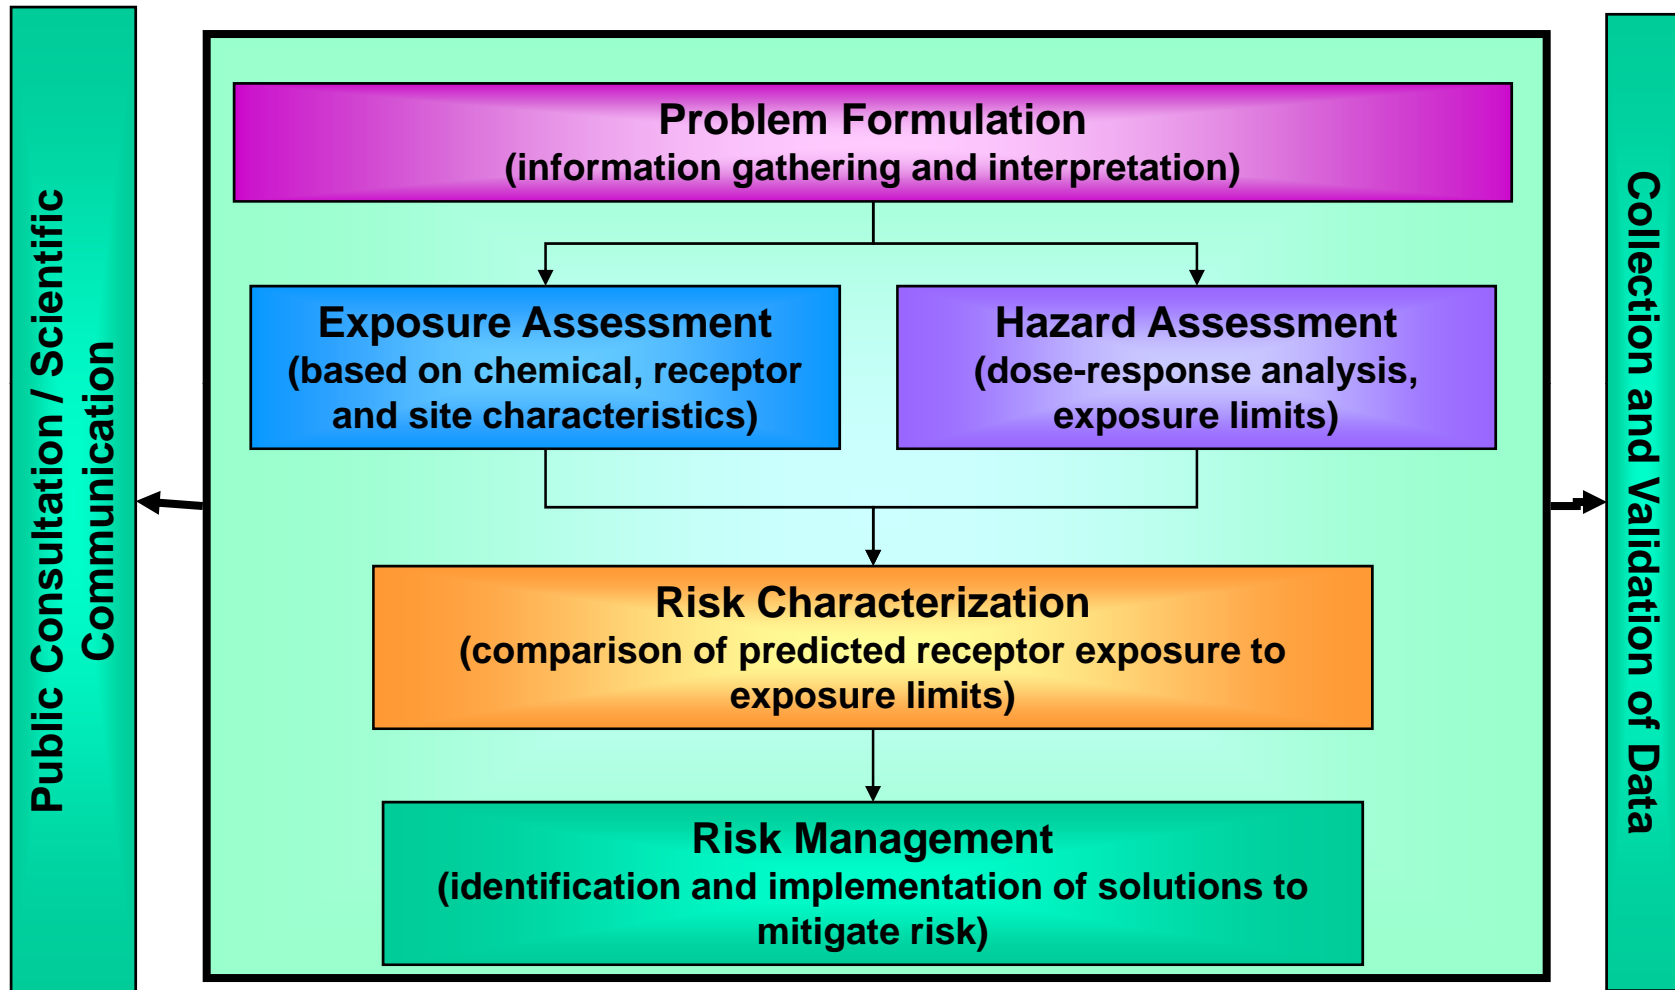 Public Consultation / Scientific
Communication
Problem Formulation
(information gathering and interpretation)
Exposure Assessment
(based on chemical, receptor
and site characteristics)
Hazard Assessment
(dose-response analysis,
exposure limits)
Risk Characterization
(comparison of predicted receptor exposure to
exposure limits)
Risk Management
(identification and implementation of solutions to
mitigate risk)
Collection and Validation of Data